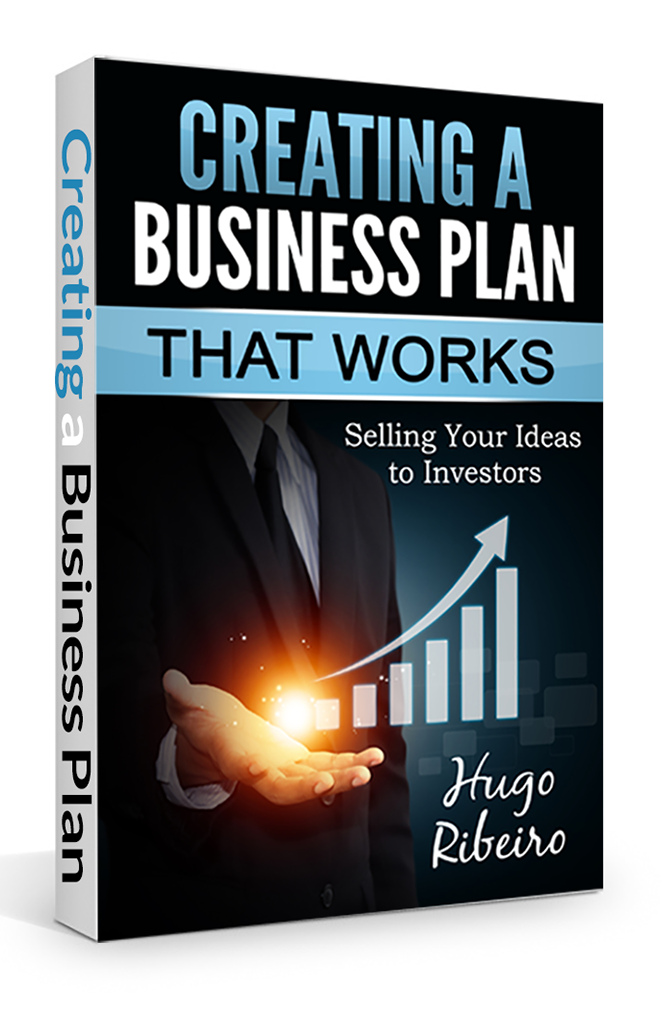 Creating a Business Plan
CREATING A
BUSINESS PLAN
THAT WORKS
Selling Your Ideas
to Investors
Hugo
Ribeiro